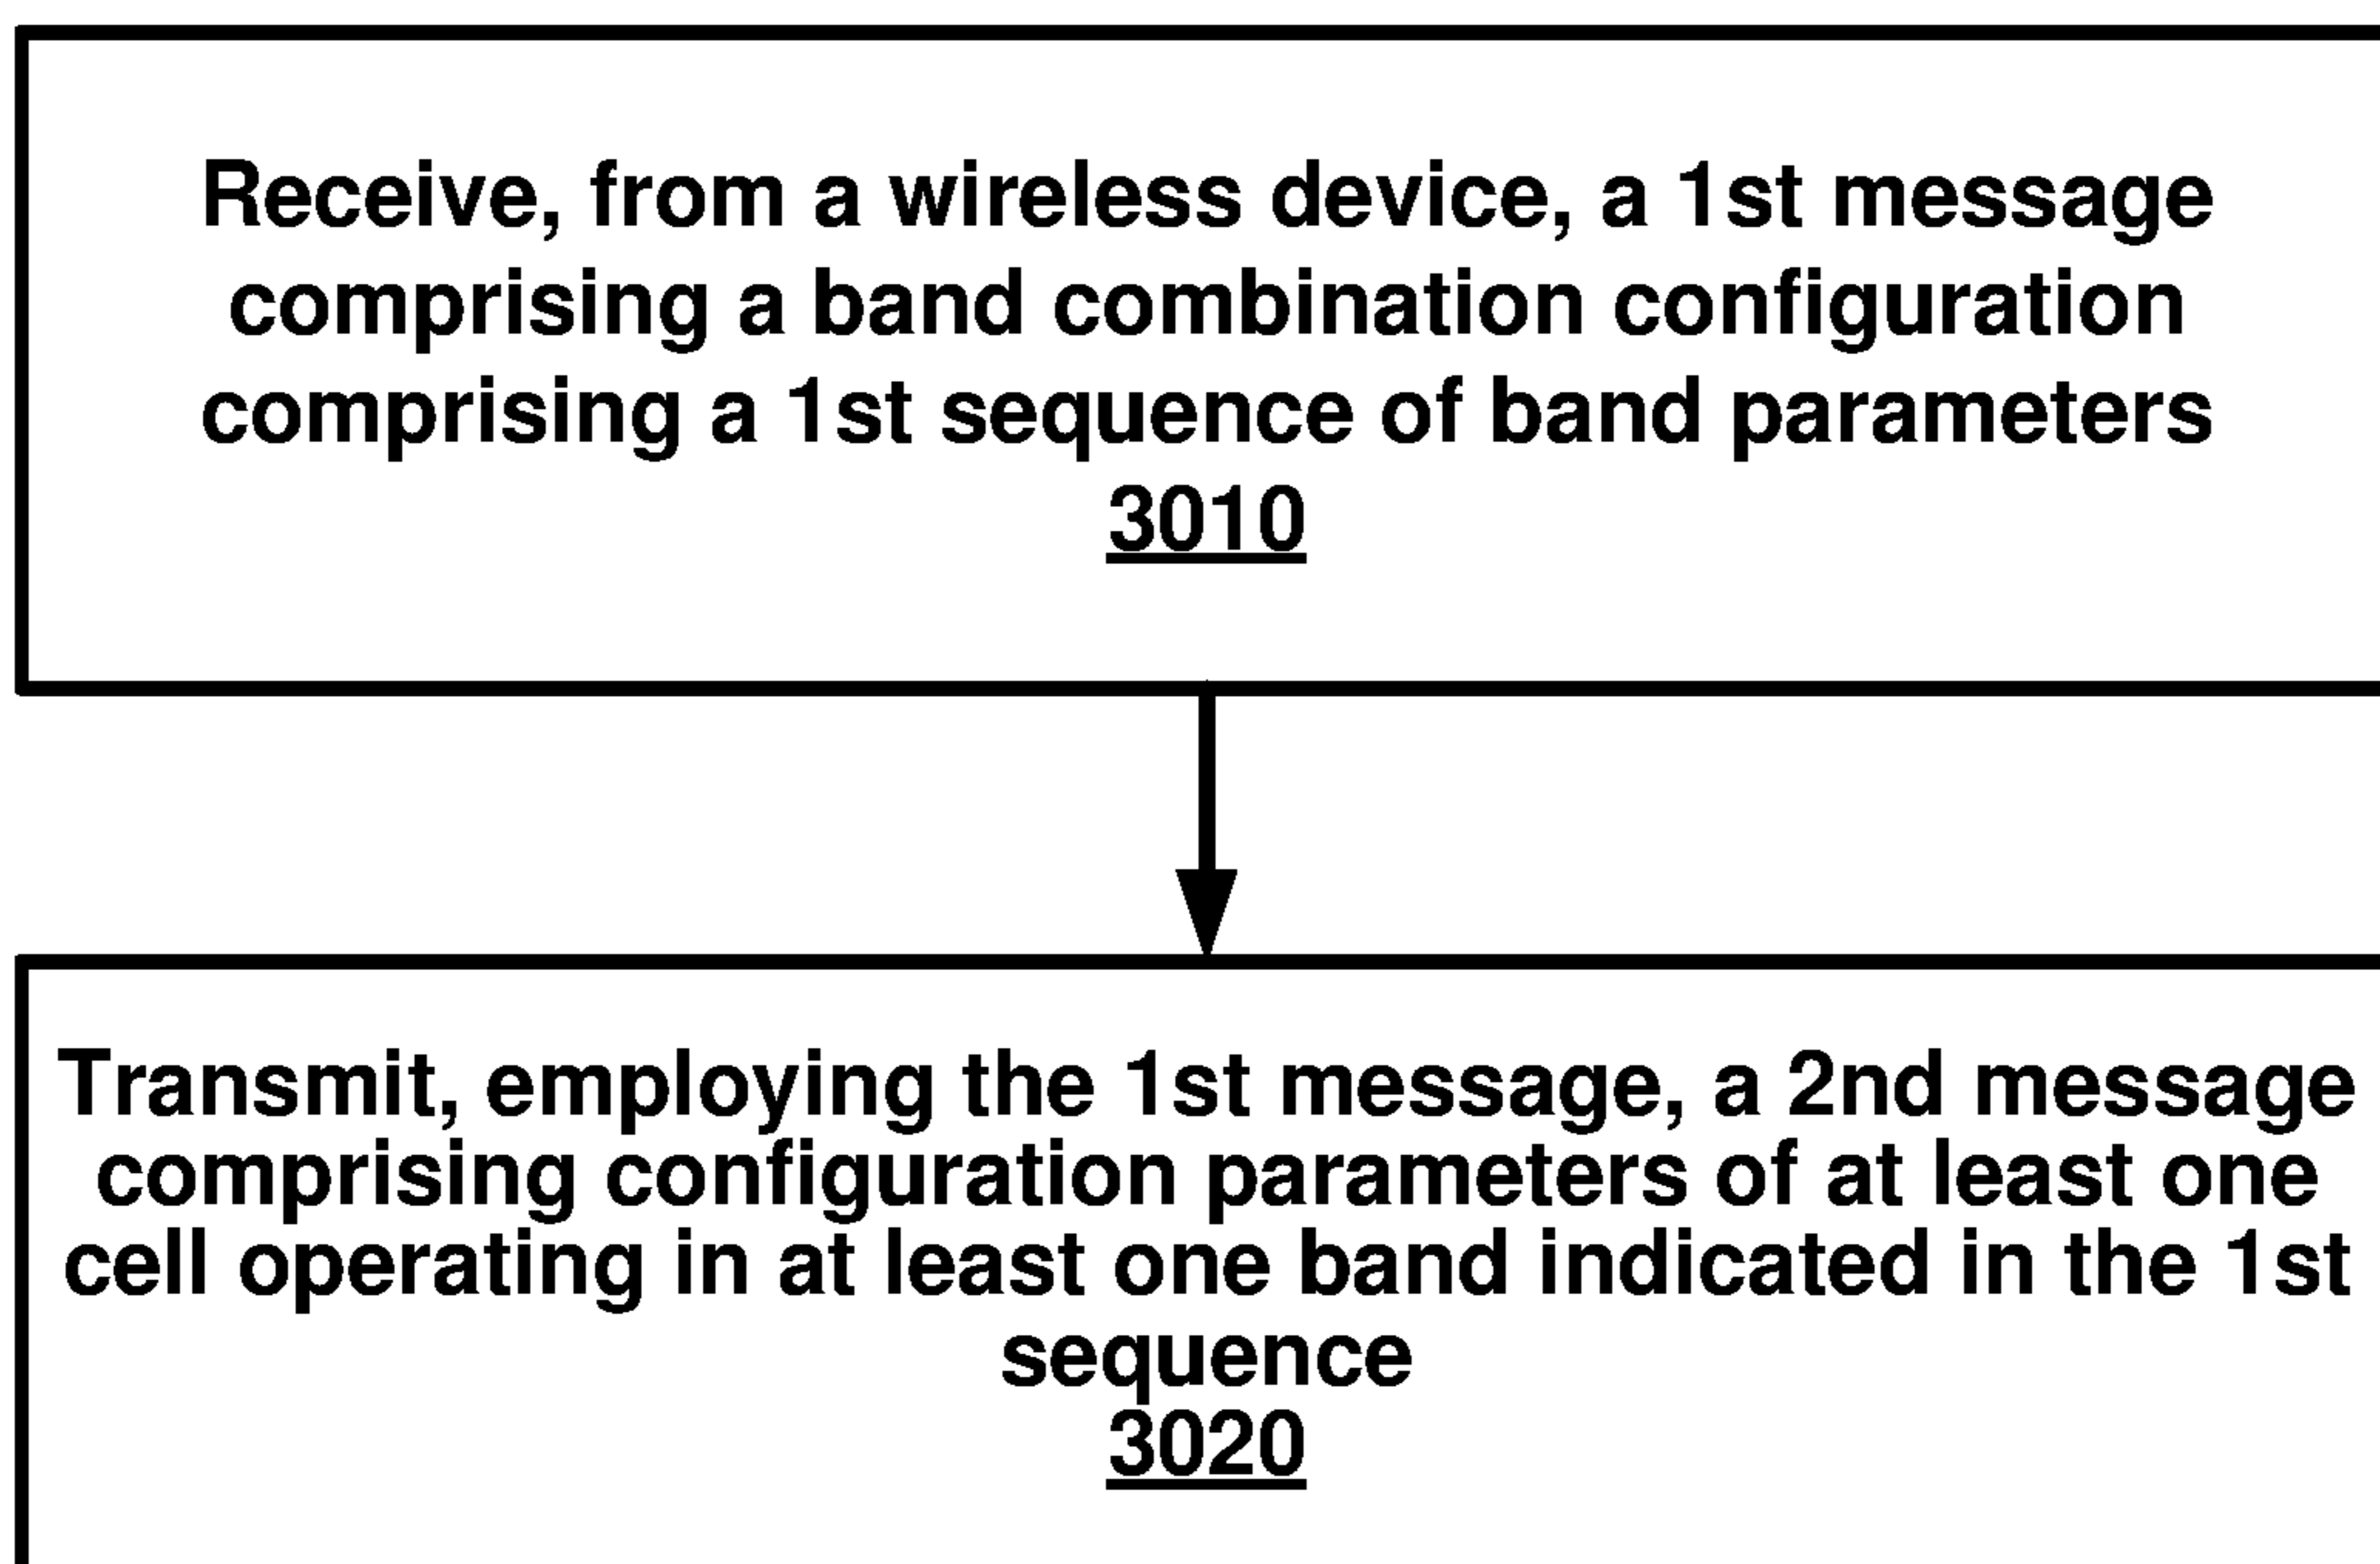 Receive, from a wireless device, a 1st message
comprising a band combination configuration
comprising a 1st sequence of band parameters
3010
Transmit, employing the 1st message, a 2nd message
comprising configuration parameters of at least one
cell operating in at least one band indicated in the 1st
sequence
3020